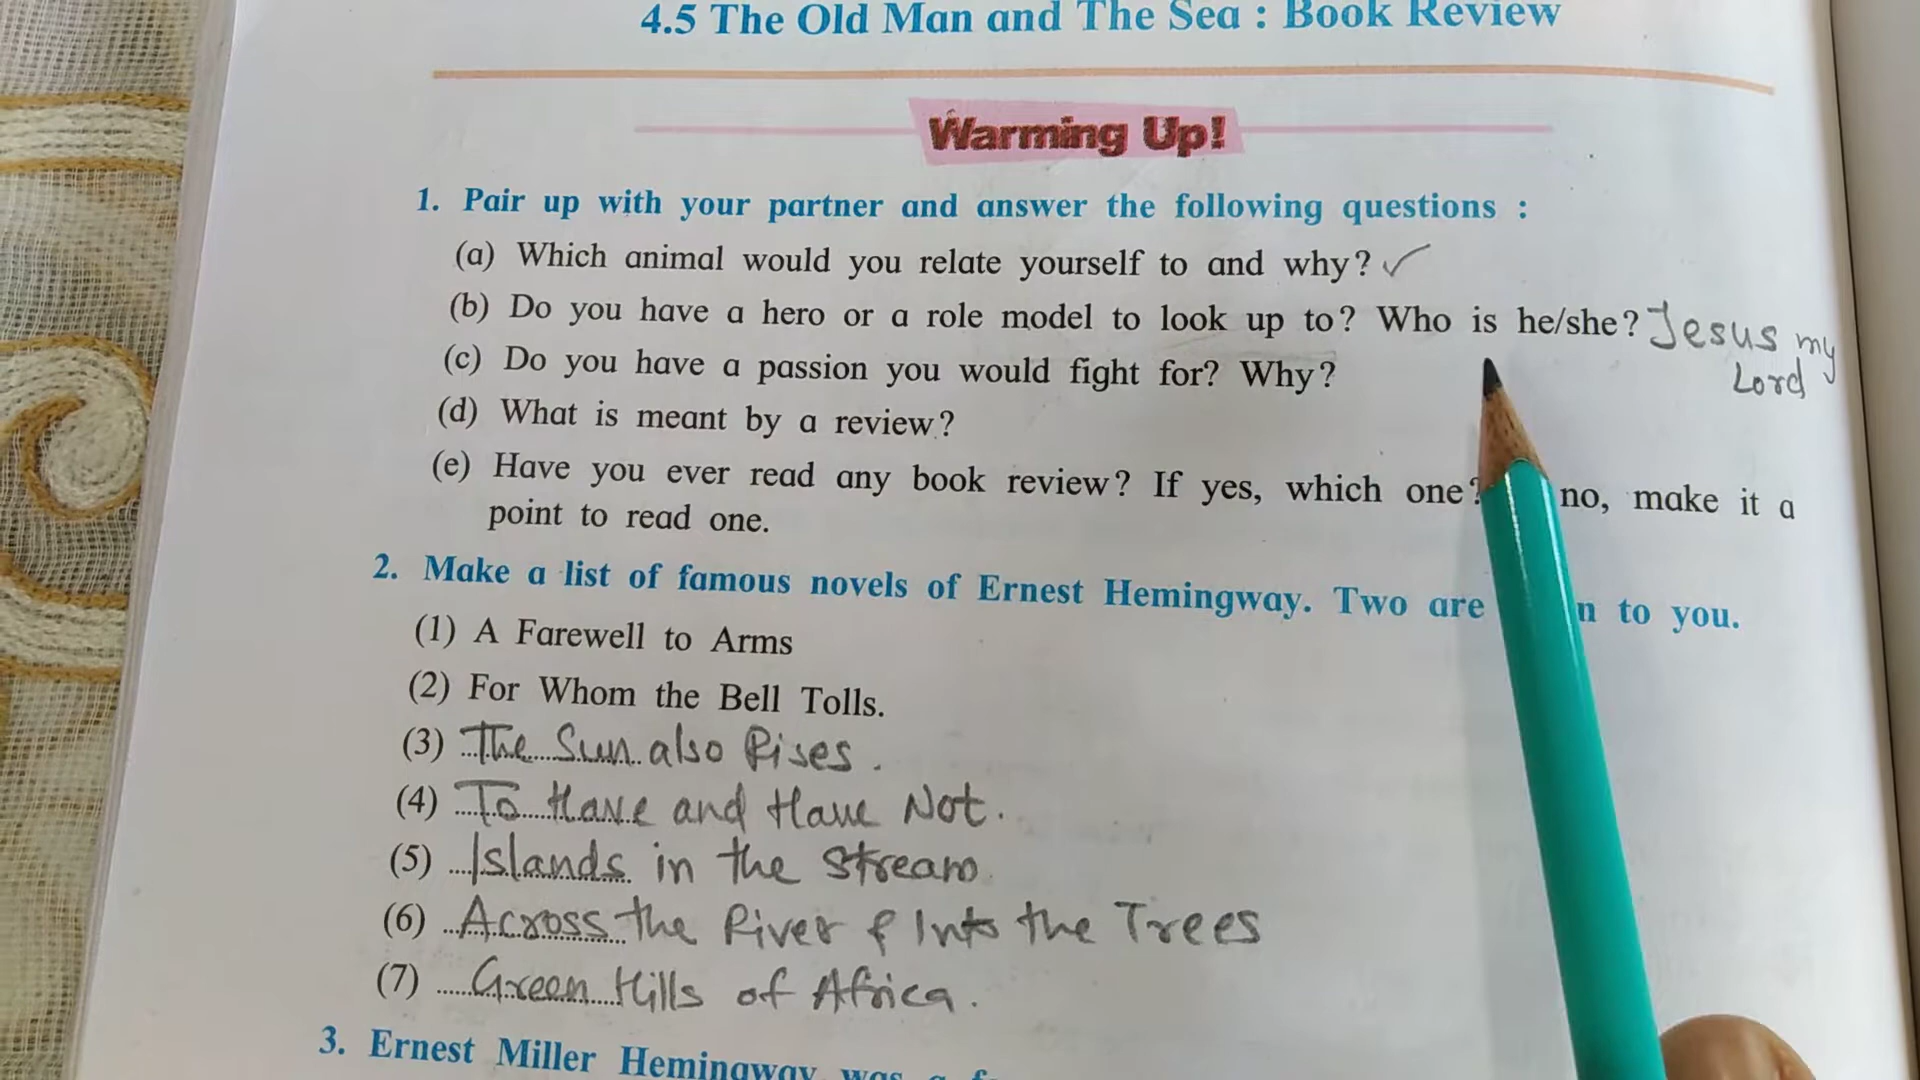 4.5 The Old Man and The Sea : Book Review
Warming Up!
1. Pair up with your partner and answer the following questions :
(a) Which animal would you relate yourself to and why? ✓
(b) Do you have a hero or a role model to look up to? Who is he/she? Jesus my
Lord
(c) Do you have a passion you would fight for? Why?
(d) What is meant by a review?
(e) Have you ever read any book review? If yes, which one? no, make it a
point to read one.
2. Make a list of famous novels of Ernest Hemingway. Two are n to you.
(1) A Farewell to Arms
(2) For Whom the Bell Tolls.
(3) The Sun also Rises.
(4) To Have and Have Not.
(5) Islands in the Stream.
(6) Across the River & Into the Trees
(7) Green Hills of Africa.
3. Ernest Miller Hemingway was a